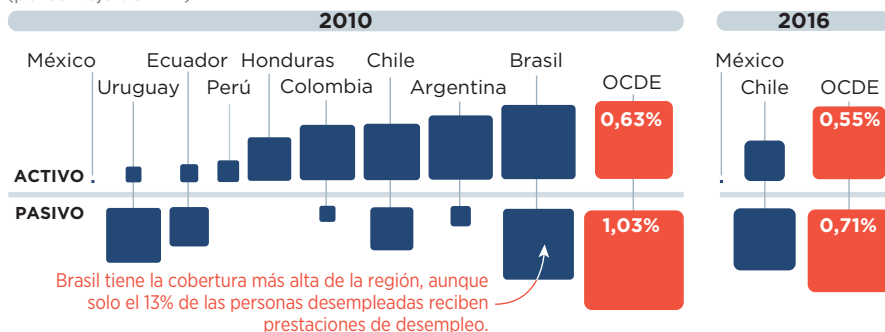 2010
2016
México
Ecuador
Honduras
Chile
Brasil
Uruguay
Perú
Colombia
Argentina
OCDE
México
Chile
OCDE
0,63%
0,55%
ACTIVO
PASIVO
1,03%
0,71%
Brasil tiene la cobertura más alta de la región, aunque
solo el 13% de las personas desempleadas reciben
prestaciones de desempleo.